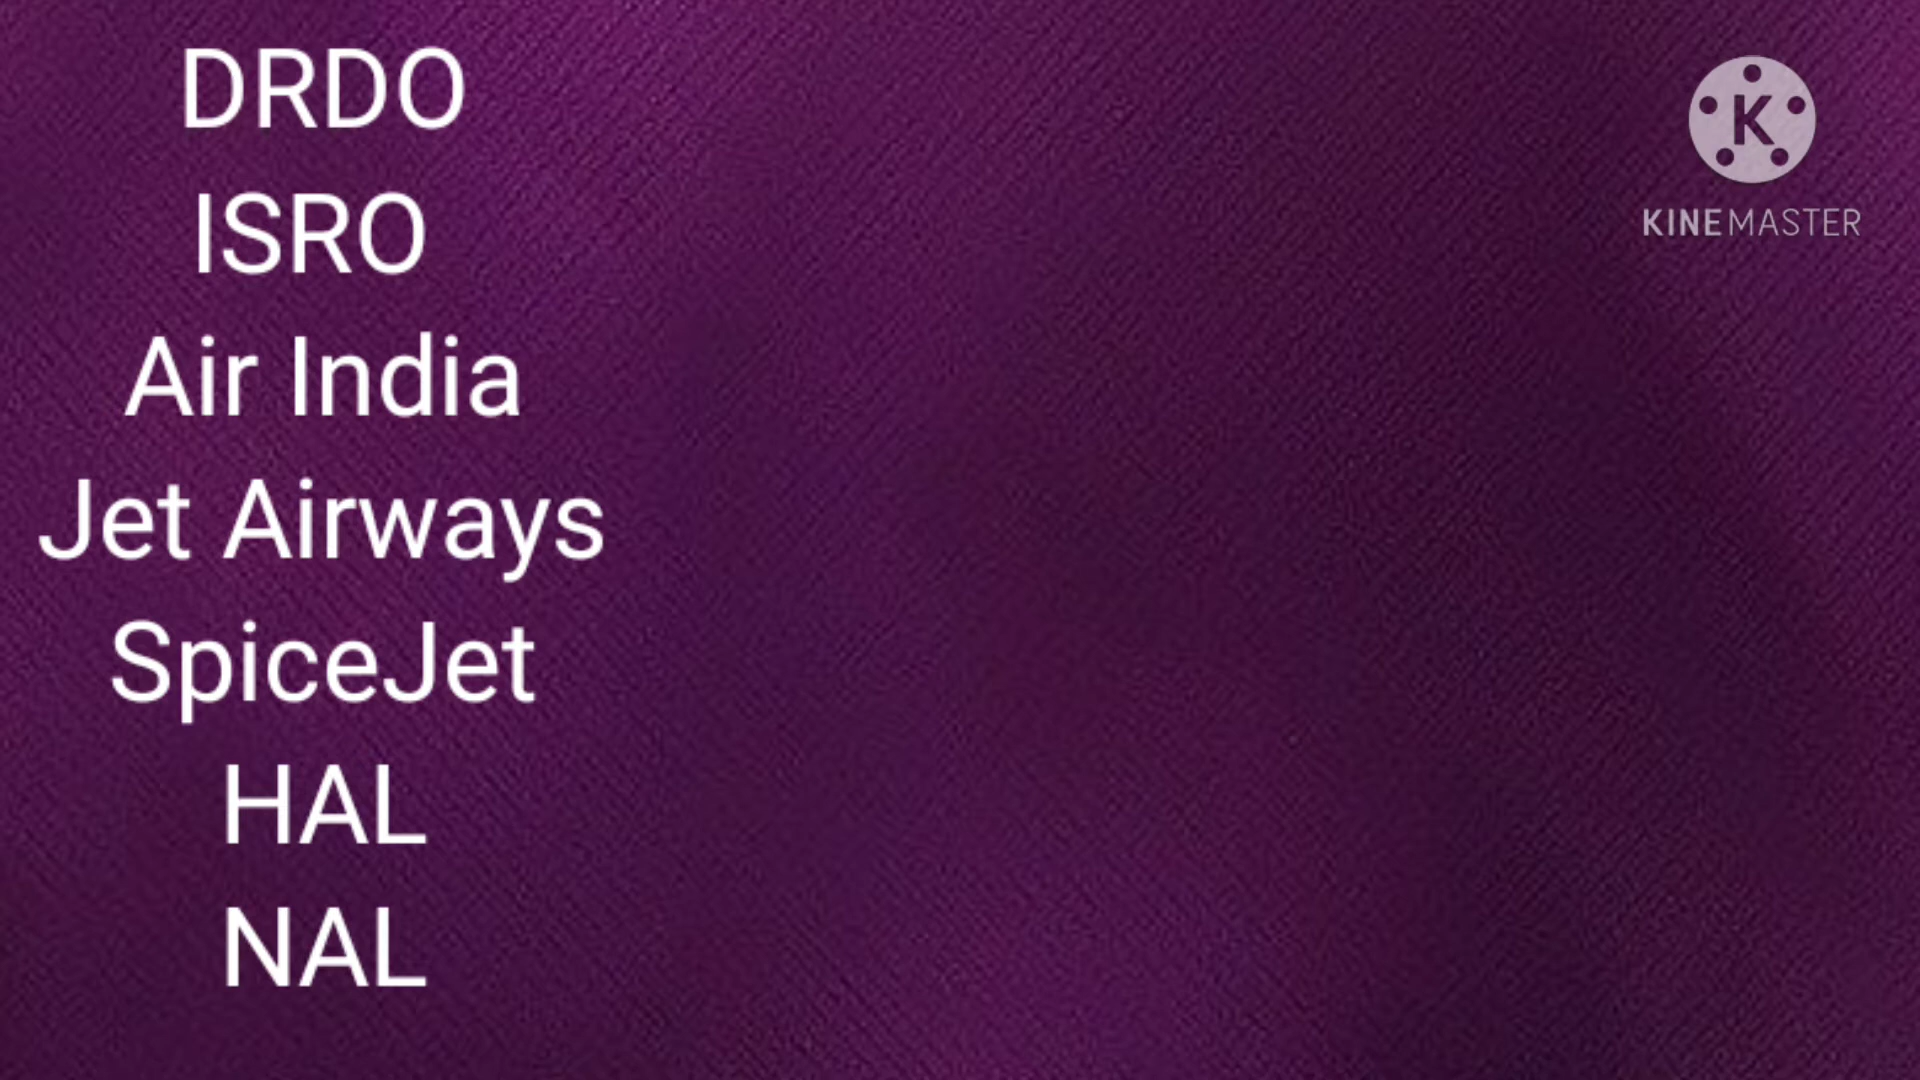 DRDO
ISRO
Air India
Jet Airways
SpiceJet
HAL
NAL
K
KINEMASTER